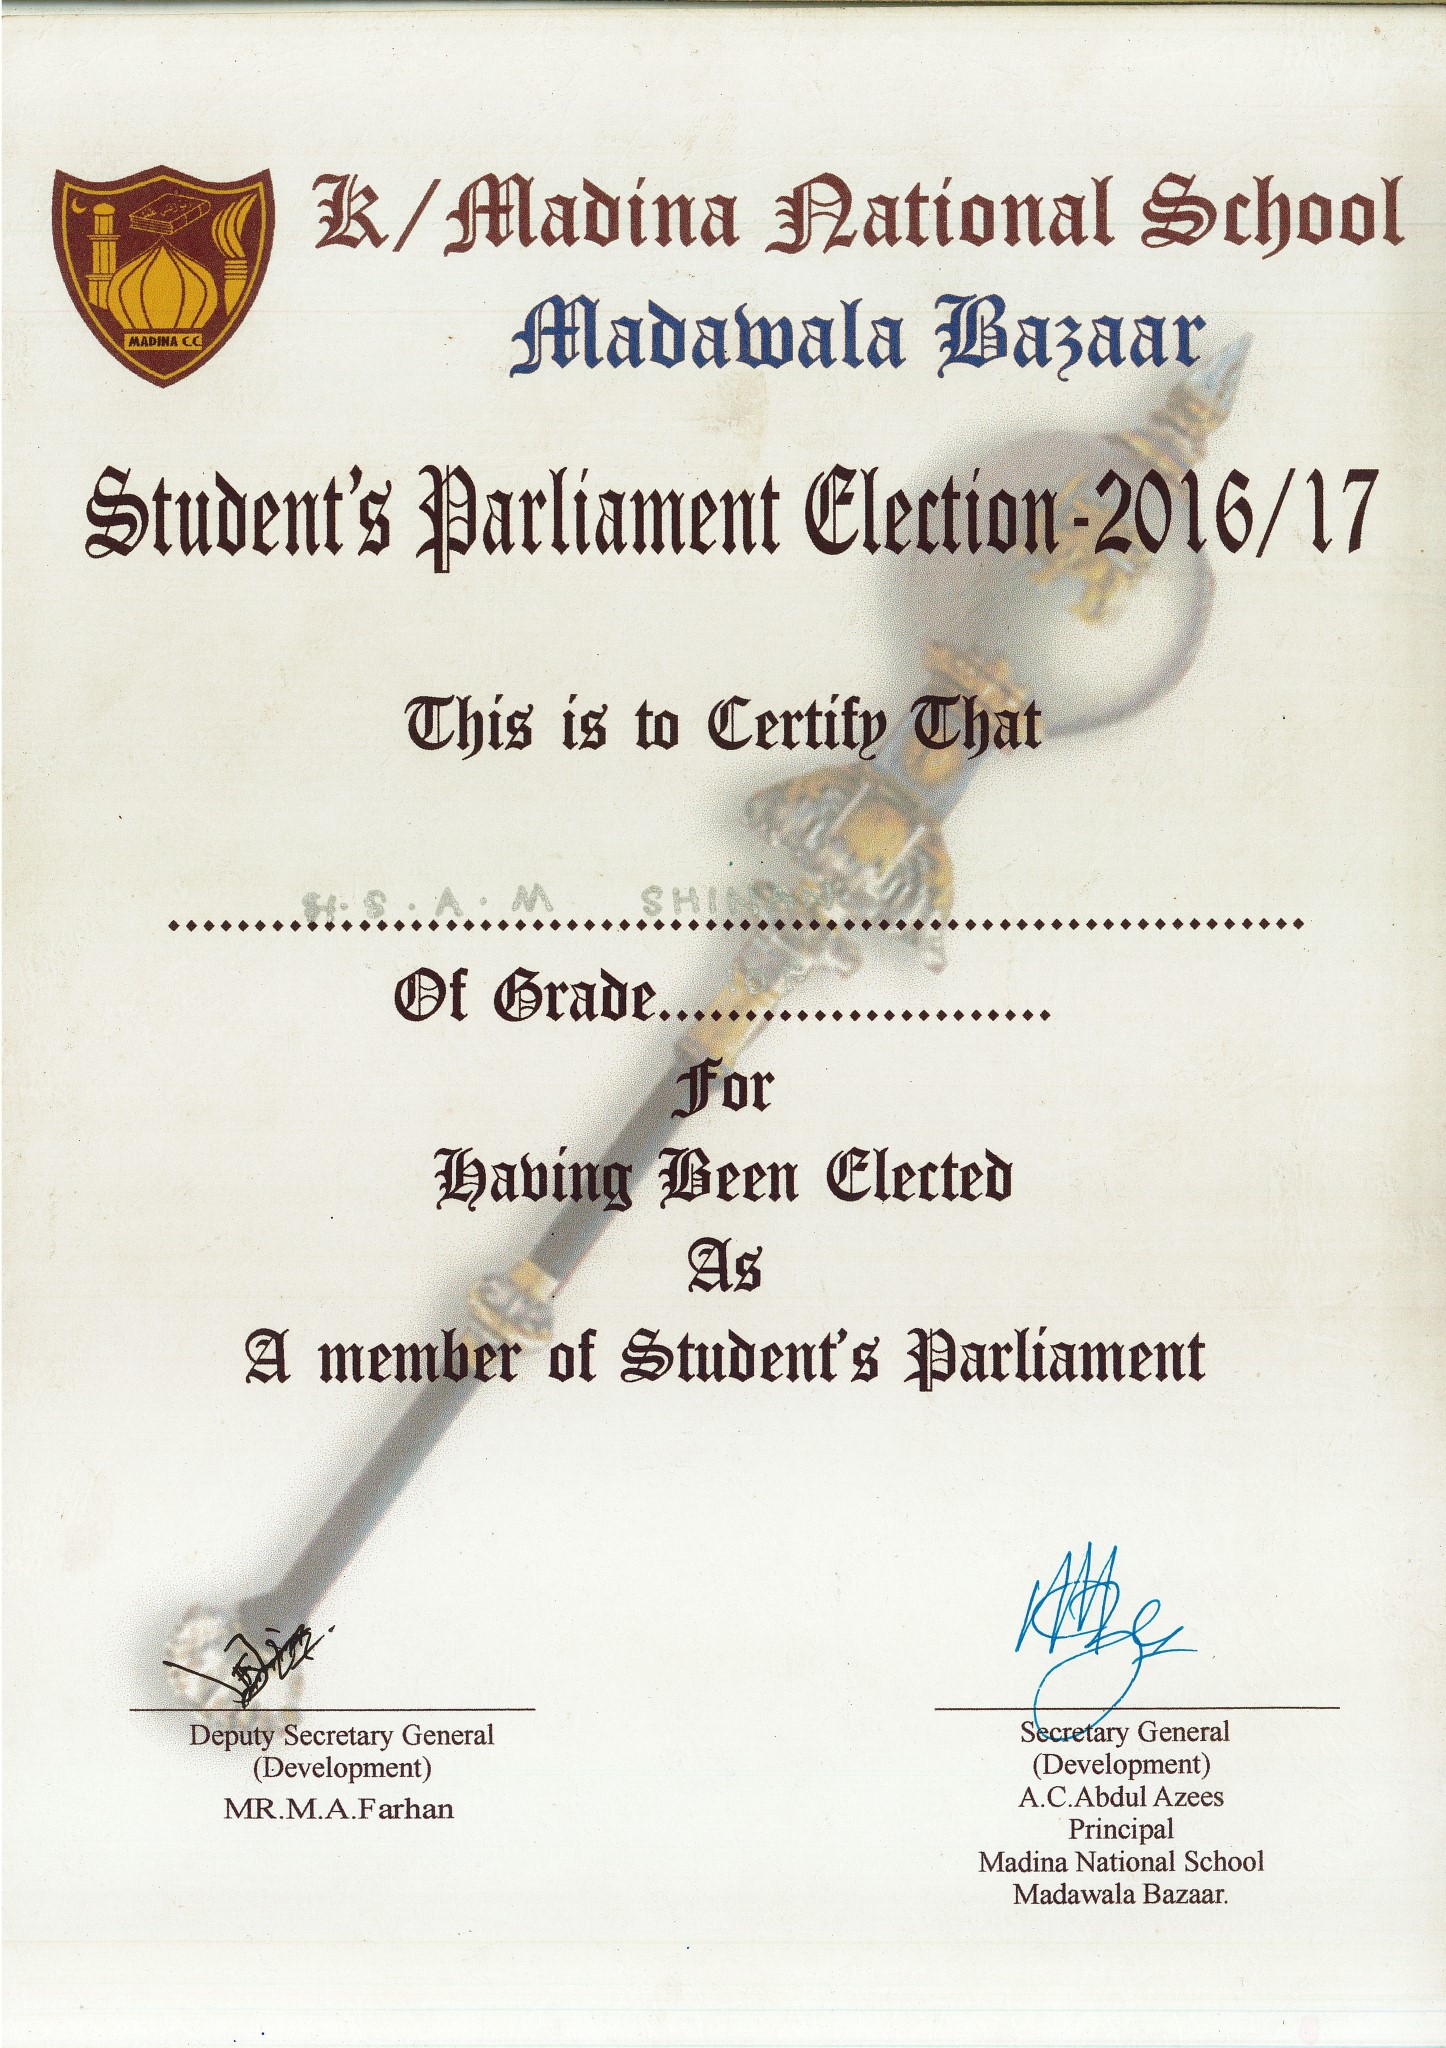 K/Madina National School
MADINA C.C.
Madawala Bazaar
Student's Parliament Election-2016/17
This is to Certify That
S.A.M
Of Grade
For
Having Been Elected
As
A member of Student's Parliament
Deputy Secretary General
(Development)
MR.M.A.Farhan
Secretary General
(Development)
A.C.Abdul Azees
Principal
Madina National School
Madawala Bazaar.